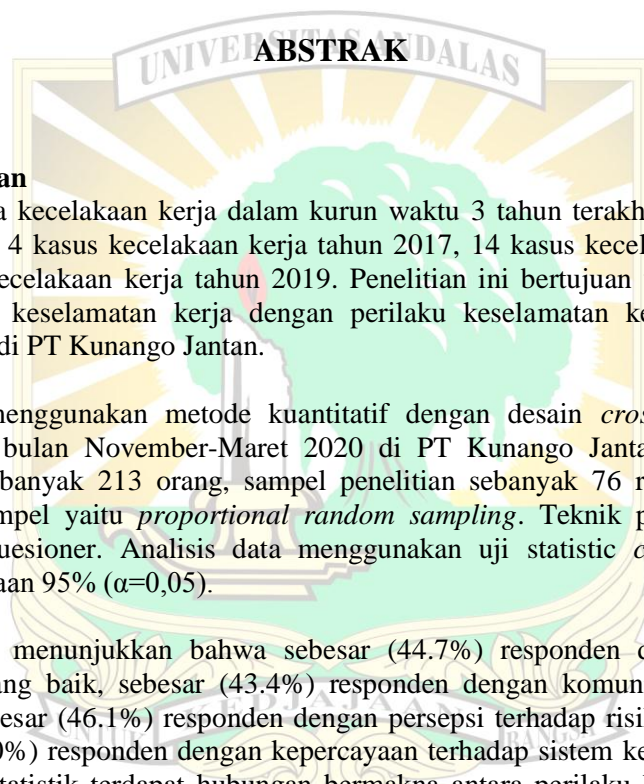 UNIVERSITAS ANDALAS
ABSTRAK
an
kecelakaan kerja dalam kurun waktu 3 tahun terakh
4 kasus kecelakaan kerja tahun 2017, 14 kasus kecel
ecelakaan kerja tahun 2019. Penelitian ini bertujuan
keselamatan kerja dengan perilaku keselamatan ke
di PT Kunango Jantan.
menggunakan metode kuantitatif dengan desain cros
bulan November-Maret 2020 di PT Kunango Janta
banyak 213 orang, sampel penelitian sebanyak 76 r
mpel yaitu proportional random sampling. Teknik p
uesioner. Analisis data menggunakan uji statistic c
aan 95% (α=0,05).
menunjukkan bahwa sebesar (44.7%) responden d
ang baik, sebesar (43.4%) responden dengan komun
esar (46.1%) responden dengan persepsi terhadap risi
0%) responden dengan kepercayaan terhadap sistem ke
UNTUK KEDJAJAAN BANGSA
tatistik terdapat hubungan bermakna antara perilaku